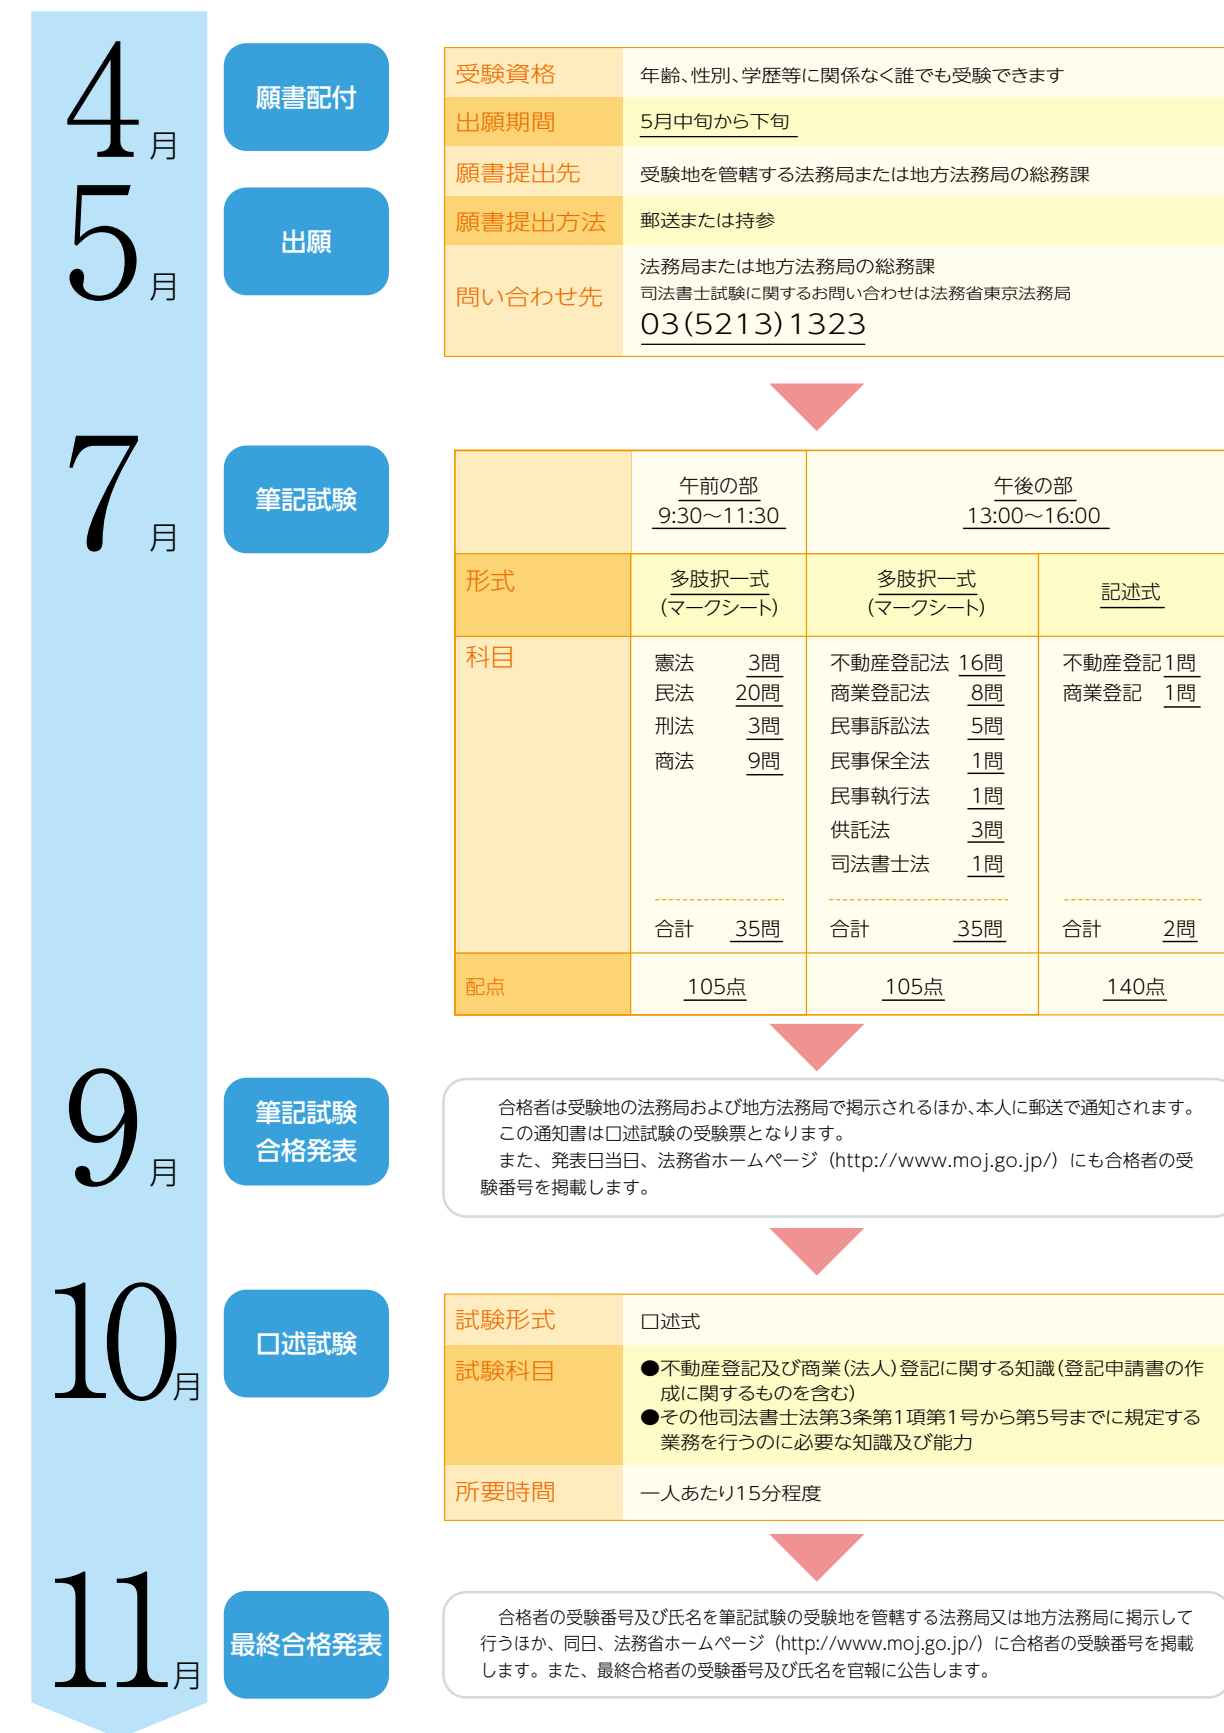 4月
願書配付
受験資格 年齢、性別、学歴等に関係なく誰でも受験できます
出願期間 5月中旬から下旬
5月
出願
願書提出先 受験地を管轄する法務局または地方法務局の総務課
願書提出方法 郵送または持参
問い合わせ先 法務局または地方法務局の総務課
司法書士試験に関するお問い合わせは法務省東京法務局
03(5213)1323
7月
筆記試験
午前の部 午後の部
9:30〜11:30 13:00〜16:00
形式 多肢択一式 多肢択一式 記述式
(マークシート) (マークシート)
科目 憲法 3問 不動産登記法 16問 不動産登記 1問
民法 20問 商業登記法 8問 商業登記 1問
刑法 3問 民事訴訟法 5問
商法 9問 民事保全法 1問
民事執行法 1問
供託法 3問
司法書士法 1問
合計 35問 合計 35問 合計 2問
配点 105点 105点 140点
9月
筆記試験
合格発表
合格者は受験地の法務局および地方法務局で掲示されるほか、本人に郵送で通知されます。
この通知書は口述試験の受験票となります。
また、発表日当日、法務省ホームページ（http://www.moj.go.jp/）にも合格者の受
験番号を掲載します。
10月
口述試験
試験形式 口述式
試験科目 ●不動産登記及び商業(法人)登記に関する知識(登記申請書の作
成に関するものを含む)
●その他司法書士法第3条第1項第1号から第5号までに規定する
業務を行うのに必要な知識及び能力
所要時間 一人あたり15分程度
11月
最終合格発表
合格者の受験番号及び氏名を筆記試験の受験地を管轄する法務局又は地方法務局に掲示して
行うほか、同日、法務省ホームページ（http://www.moj.go.jp/）に合格者の受験番号を掲載
します。また、最終合格者の受験番号及び氏名を官報に公告します。